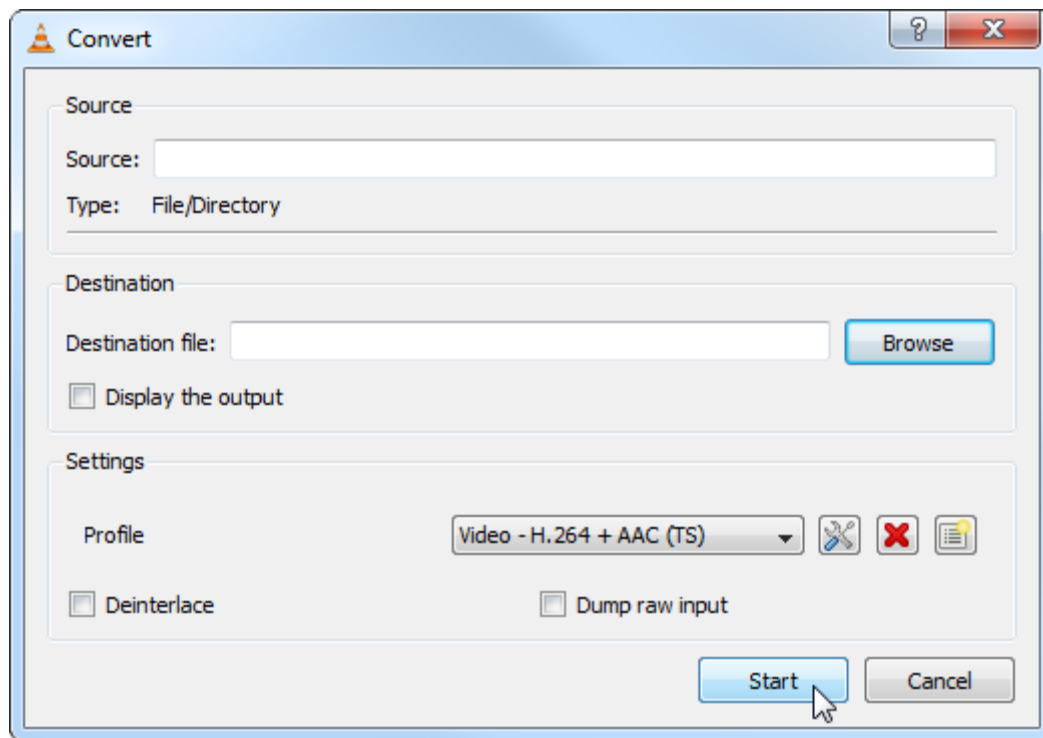 Convert
Source
Source:
Type: File/Directory
Destination
Destination file: Browse
Display the output
Settings
Profile Video - H.264 + AAC (TS)
Deinterlace Dump raw input
Start Cancel